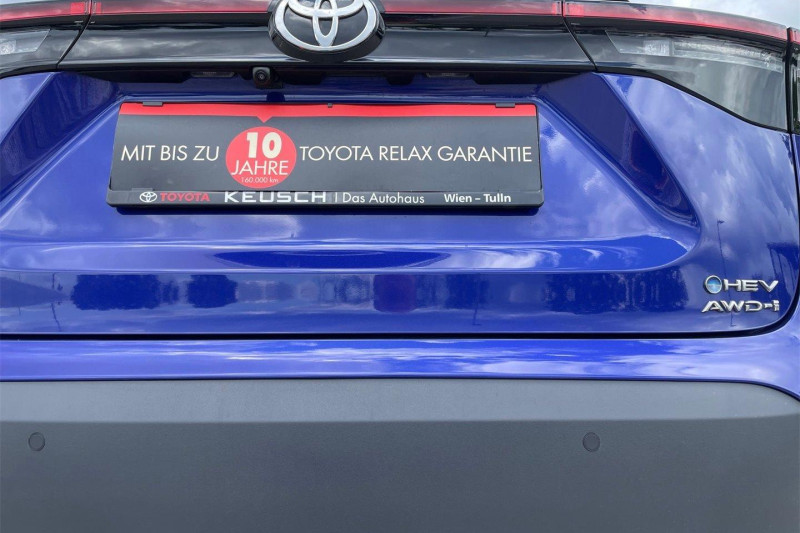 MIT BIS ZU 10 JAHRE TOYOTA RELAX GARANTIE
160 000 km
TOYOTA KEUSCH | Das Autohaus Wien – Tulln
HEV
AWD-i